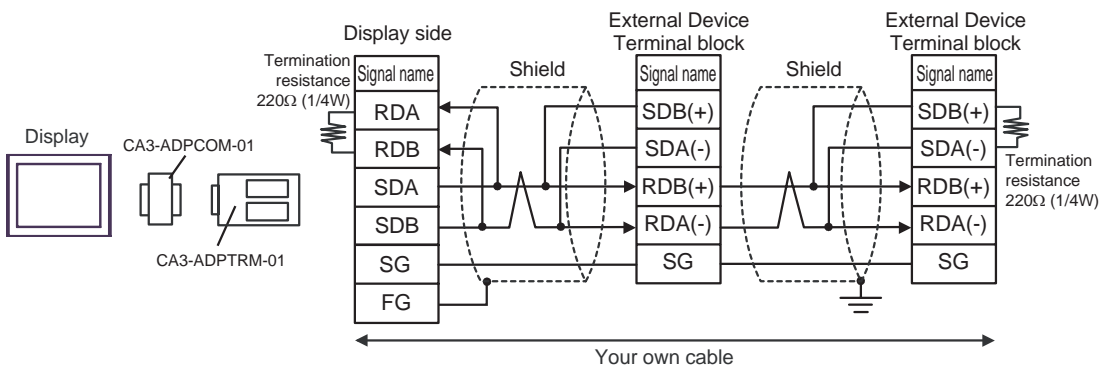 Display
CA3-ADPCOM-01
CA3-ADPTRM-01
Display side
Termination
resistance
220Ω (1/4W)
Signal name
RDA
RDB
SDA
SDB
SG
FG
Shield
External Device
Terminal block
Signal name
SDB(+)
SDA(-)
RDB(+)
RDA(-)
SG
Shield
External Device
Terminal block
Signal name
SDB(+)
SDA(-)
RDB(+)
RDA(-)
SG
Termination
resistance
220Ω (1/4W)
Your own cable